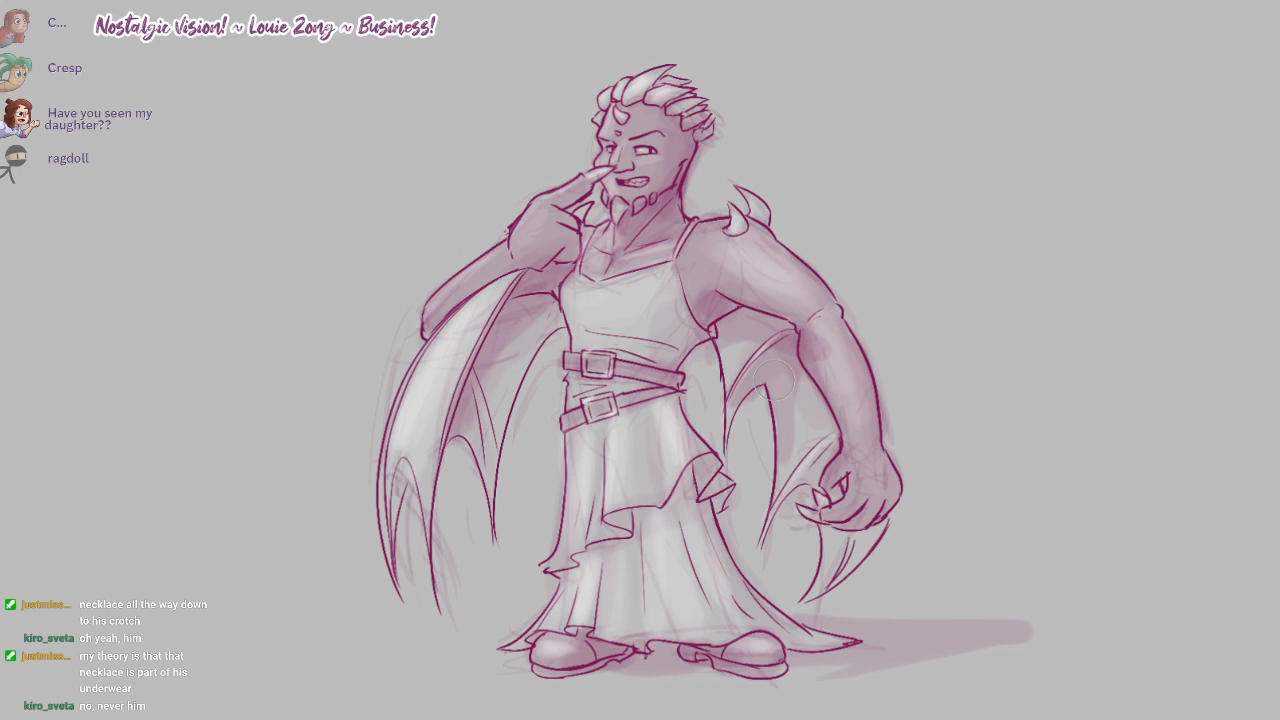 C...
Nostalgic Vision! ~ Louie Zong ~ Business!
Cresp
Have you seen my
daughter??
ragdoll
justmiss... necklace all the way down
to his crotch
kiro_sveta oh yeah, him
justmiss... my theory is that that
necklace is part of his
underwear
kiro_sveta no, never him